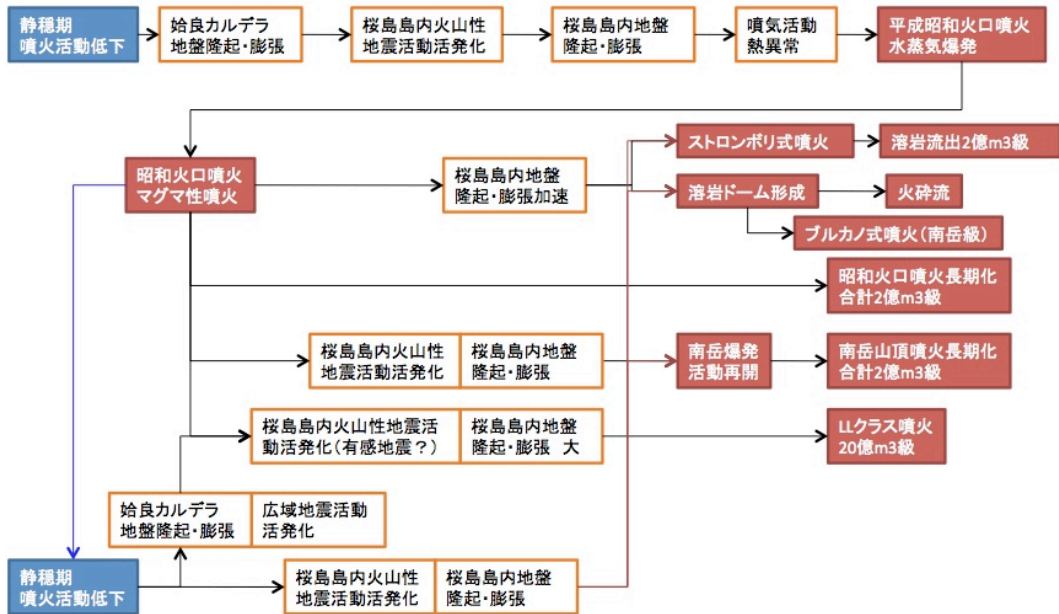 静穏期
噴火活動低下
姶良カルデラ
地盤隆起・膨張
桜島島内火山性
地震活動活発化
桜島島内地盤
隆起・膨張
噴気活動
熱異常
平成昭和火口噴火
水蒸気爆発
昭和火口噴火
マグマ性噴火
桜島島内地盤
隆起・膨張加速
ストロンボリ式噴火
溶岩流出2億m3級
溶岩ドーム形成
火砕流
ブルカノ式噴火(南岳級)
昭和火口噴火長期化
合計2億m3級
桜島島内火山性
地震活動活発化
桜島島内地盤
隆起・膨張
南岳爆発
活動再開
南岳山頂噴火長期化
合計2億m3級
桜島島内火山性地震活
動活発化(有感地震?)
桜島島内地盤
隆起・膨張 大
LLクラス噴火
20億m3級
姶良カルデラ
地盤隆起・膨張
広域地震活動
活発化
静穏期
噴火活動低下
桜島島内火山性
地震活動活発化
桜島島内地盤
隆起・膨張